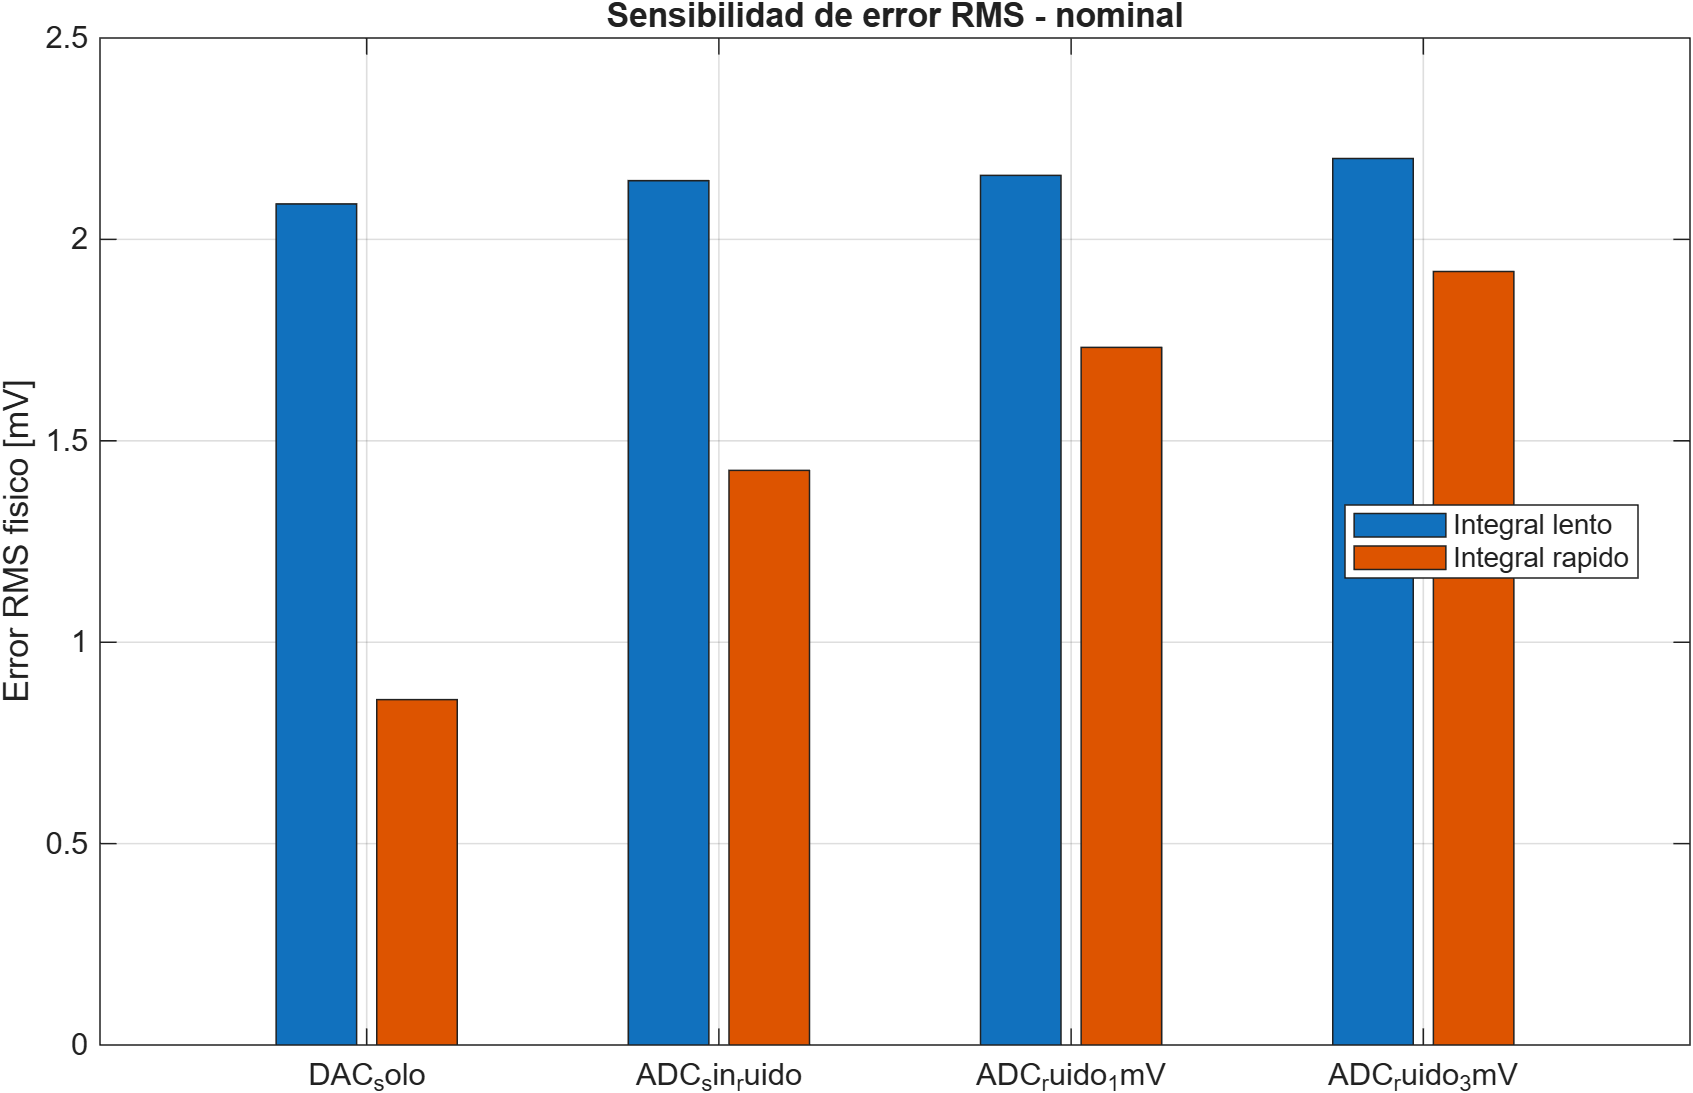 Sensibilidad de error RMS - nominal
Error RMS fisico [mV]
2.5
2
1.5
1
0.5
0
Integral lento
Integral rapido
DACsolo ADCsinruido ADCruido1mV ADCruido3mV